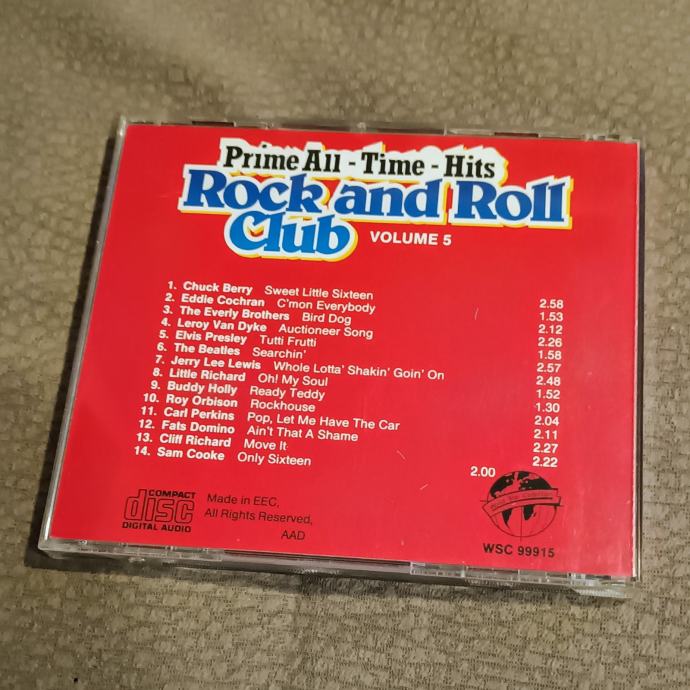 Prime All - Time - Hits
Rock and Roll
Club VOLUME 5
1. Chuck Berry Sweet Little Sixteen 2.58
2. Eddie Cochran C'mon Everybody 1.53
3. The Everly Brothers Bird Dog 2.12
4. Leroy Van Dyke Auctioneer Song 2.26
5. Elvis Presley Tutti Frutti 1.58
6. The Beatles Searchin' 2.57
7. Jerry Lee Lewis Whole Lotta' Shakin' Goin' On 2.48
8. Little Richard Oh! My Soul 1.52
9. Buddy Holly Ready Teddy 1.30
10. Roy Orbison Rockhouse 2.04
11. Carl Perkins Pop, Let Me Have The Car 2.11
12. Fats Domino Ain't That A Shame 2.27
13. Cliff Richard Move It 2.22
14. Sam Cooke Only Sixteen 2.00
COMPACT
disc
DIGITAL AUDIO
Made in EEC,
All Rights Reserved,
AAD
WSC 99915